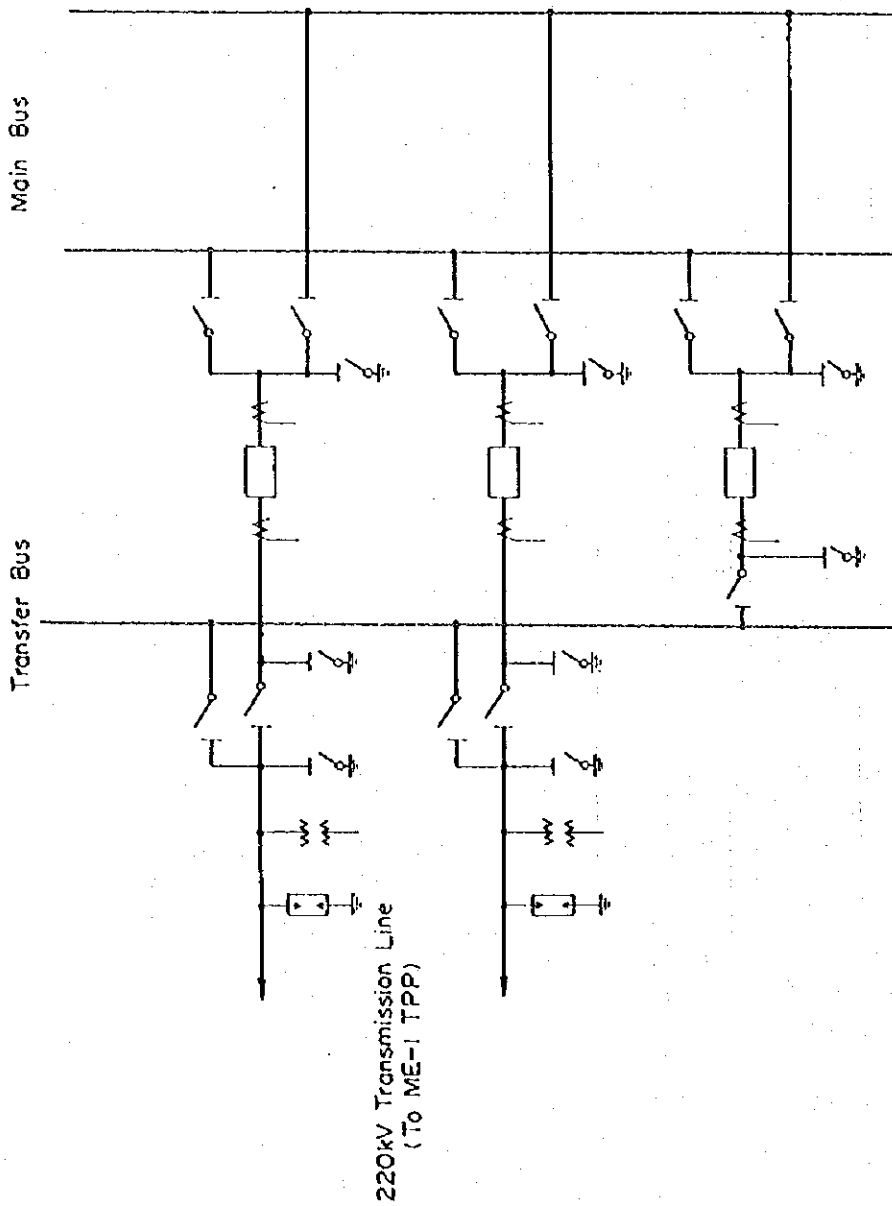 Main Bus
Transfer Bus
220kV Transmission Line
(To ME-1 TPP)